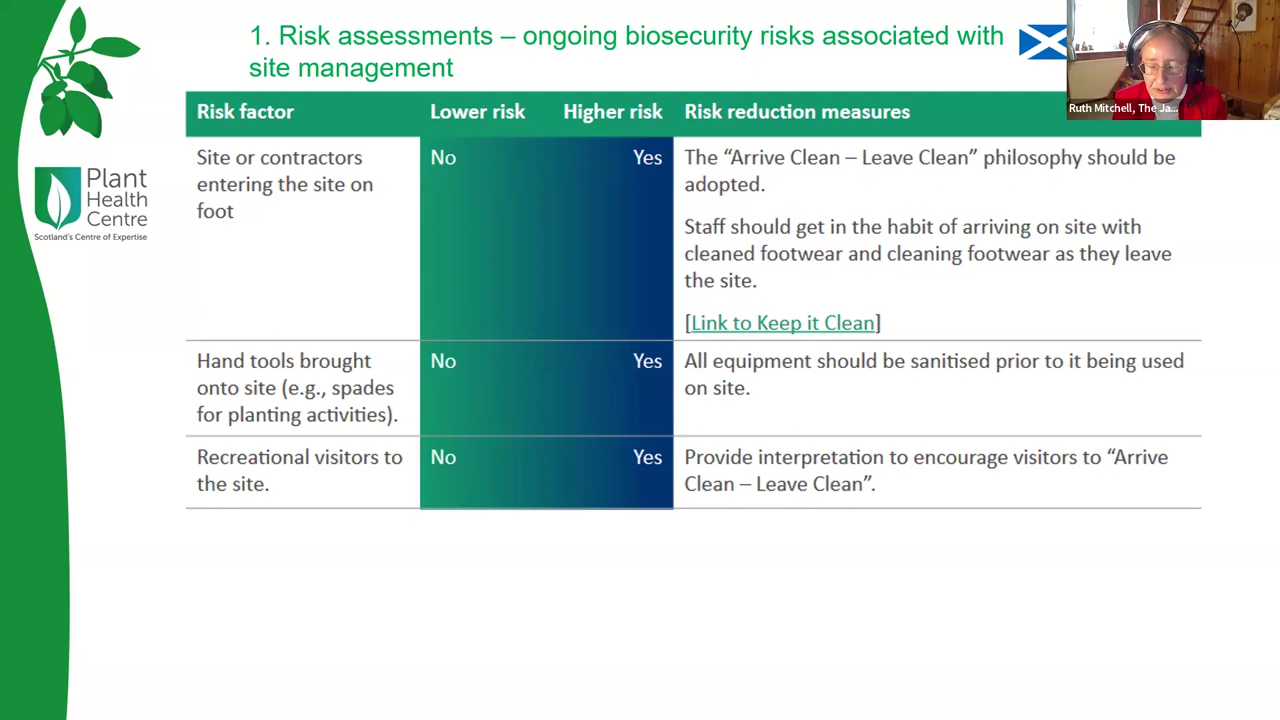 1. Risk assessments – ongoing biosecurity risks associated with
site management
Ruth Mitchell, The Ja...
Plant
Health
Centre
Scotland's Centre of Expertise
Risk factor Lower risk Higher risk Risk reduction measures
Site or contractors
entering the site on
foot
No Yes
The “Arrive Clean – Leave Clean” philosophy should be
adopted.
Staff should get in the habit of arriving on site with
cleaned footwear and cleaning footwear as they leave
the site.
[Link to Keep it Clean]
Hand tools brought
onto site (e.g., spades
for planting activities).
No Yes
All equipment should be sanitised prior to it being used
on site.
Recreational visitors to
the site.
No Yes
Provide interpretation to encourage visitors to “Arrive
Clean – Leave Clean”.